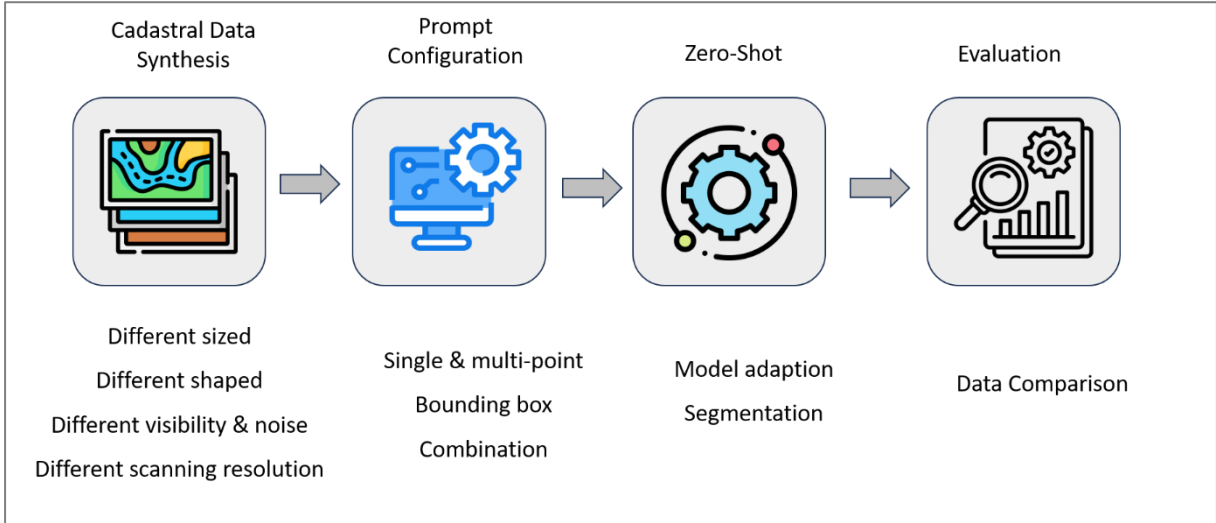 Cadastral Data
Synthesis
Prompt
Configuration
Zero-Shot
Evaluation
Different sized
Different shaped
Different visibility & noise
Different scanning resolution
Single & multi-point
Bounding box
Combination
Model adaption
Segmentation
Data Comparison